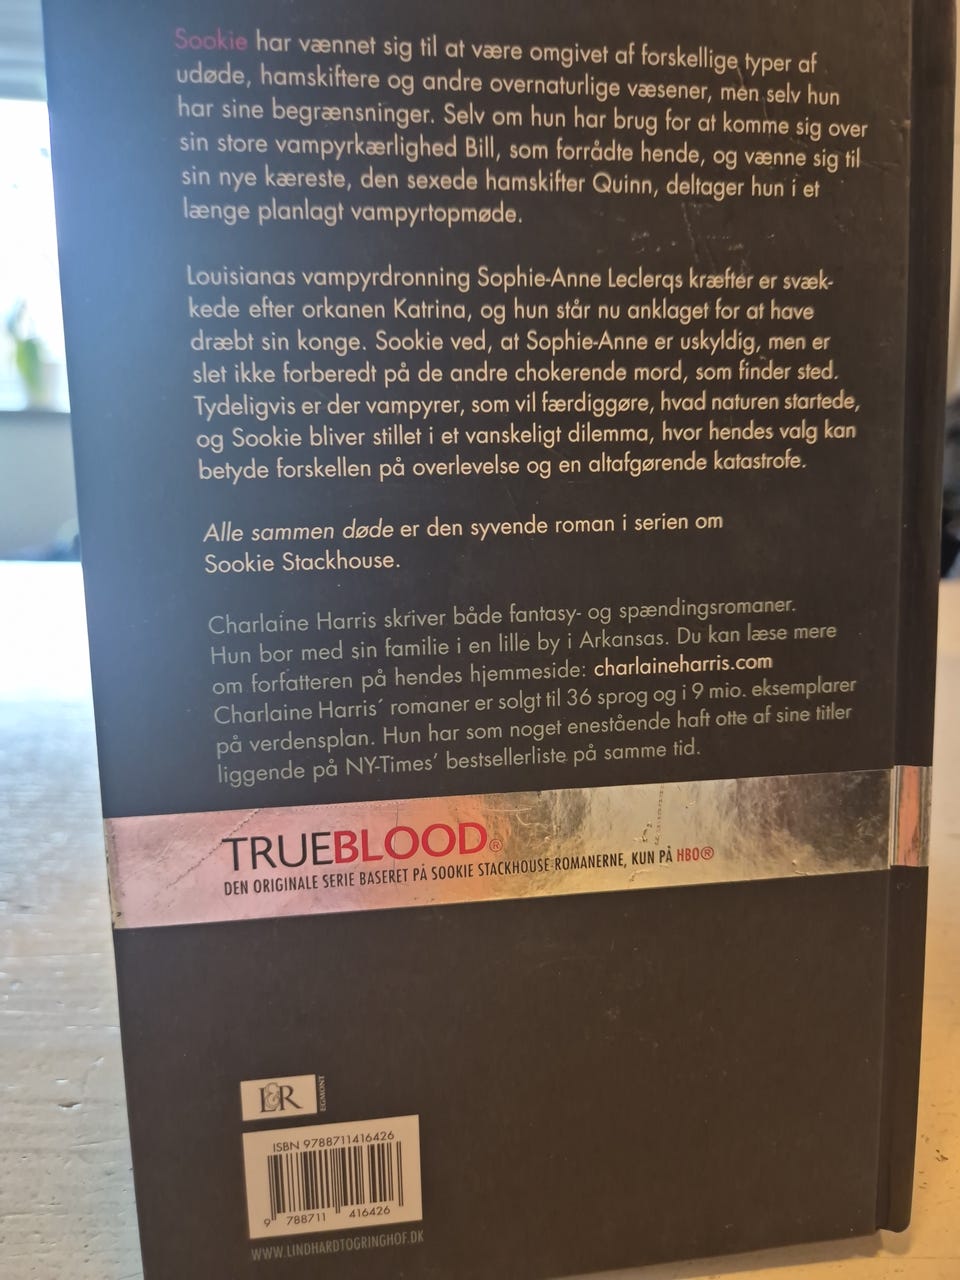 Sookie har vænnet sig til at være omgivet af forskellige typer af
udøde, hamskiftere og andre overnaturlige væsener, men selv hun
har sine begrænsninger. Selv om hun har brug for at komme sig over
sin store vampyrkærlighed Bill, som forrådte hende, og vænne sig til
sin nye kæreste, den sexede hamskifter Quinn, deltager hun i et
længe planlagt vampyrtopmøde.
Louisianas vampyrdronning Sophie-Anne Leclerqs kræfter er svæk-
kede efter orkanen Katrina, og hun står nu anklaget for at have
dræbt sin konge. Sookie ved, at Sophie-Anne er uskyldig, men er
slet ikke forberedt på de andre chokerende mord, som finder sted.
Tydeligvis er der vampyrer, som vil færdiggøre, hvad naturen startede,
og Sookie bliver stillet i et vanskeligt dilemma, hvor hendes valg kan
betyde forskellen på overlevelse og en altafgørende katastrofe.
Alle sammen døde er den syvende roman i serien om
Sookie Stackhouse.
Charlaine Harris skriver både fantasy- og spændingsromaner.
Hun bor med sin familie i en lille by i Arkansas. Du kan læse mere
om forfatteren på hendes hjemmeside: charlaineharris.com
Charlaine Harris´ romaner er solgt til 36 sprog og i 9 mio. eksemplarer
på verdensplan. Hun har som noget enestående haft otte af sine titler
liggende på NY-Times' bestsellerliste på samme tid.
TRUEBLOOD®
DEN ORIGINALE SERIE BASERET PÅ SOOKIE STACKHOUSE-ROMANERNE, KUN PÅ HBO®
L&R
EGMONT
ISBN 9788711416426
9 788711 416426
WWW.LINDHARDTOGRINGHOF.DK